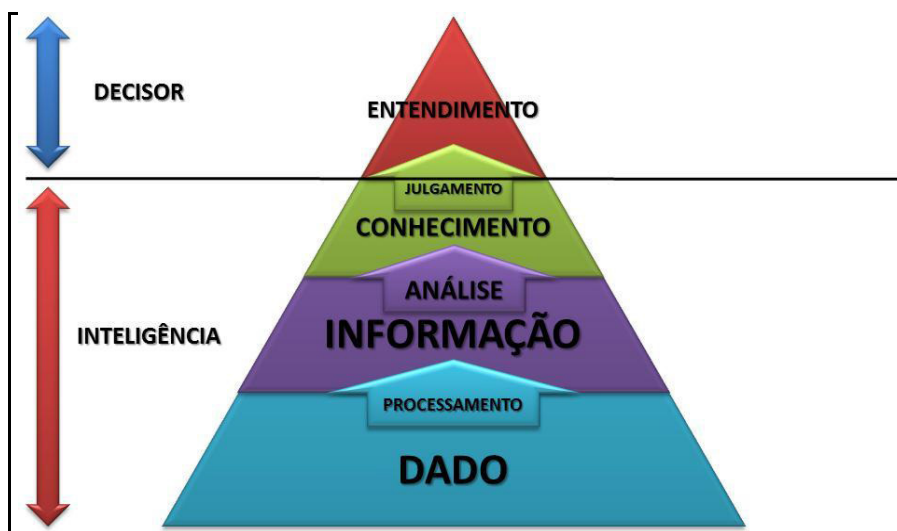 DECISOR
ENTENDIMENTO
JULGAMENTO
CONHECIMENTO
ANÁLISE
INTELIGÊNCIA
INFORMAÇÃO
PROCESSAMENTO
DADO